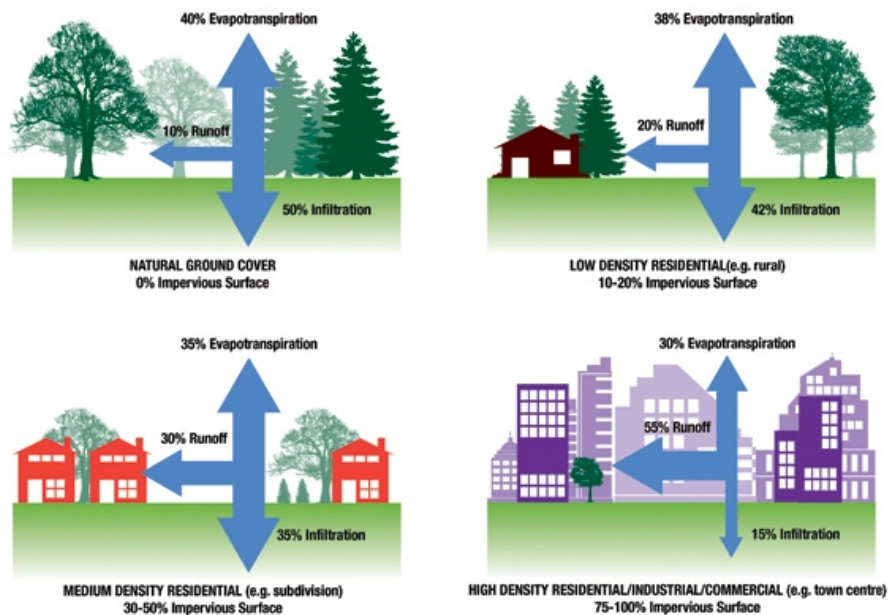 40% Evapotranspiration
10% Runoff
50% Infiltration
NATURAL GROUND COVER
0% Impervious Surface
38% Evapotranspiration
20% Runoff
42% Infiltration
LOW DENSITY RESIDENTIAL(e.g. rural)
10-20% Impervious Surface
35% Evapotranspiration
30% Runoff
35% Infiltration
MEDIUM DENSITY RESIDENTIAL (e.g. subdivision)
30-50% Impervious Surface
30% Evapotranspiration
55% Runoff
15% Infiltration
HIGH DENSITY RESIDENTIAL/INDUSTRIAL/COMMERCIAL (e.g. town centre)
75-100% Impervious Surface